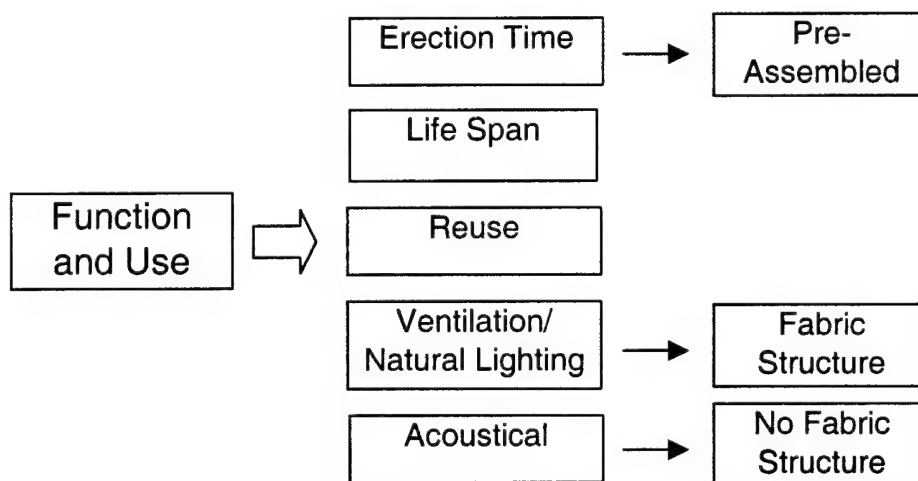 Erection Time
Pre-
Assembled
Life Span
Function
and Use
Reuse
Ventilation/
Natural Lighting
Fabric
Structure
Acoustical
No Fabric
Structure